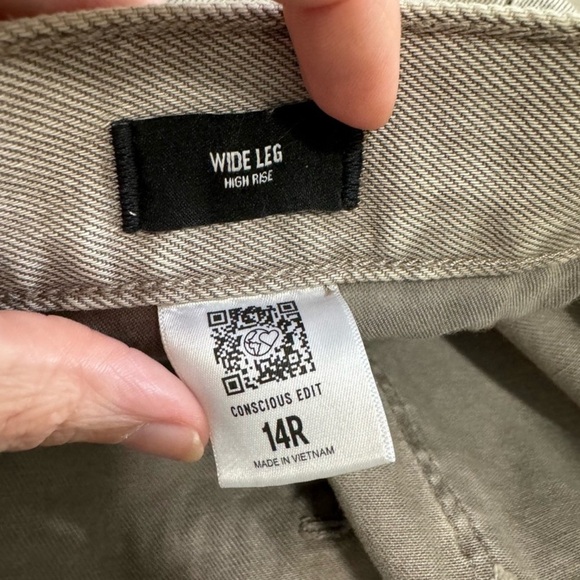 WIDE LEG
HIGH RISE
CONSCIOUS EDIT
14R
MADE IN VIETNAM